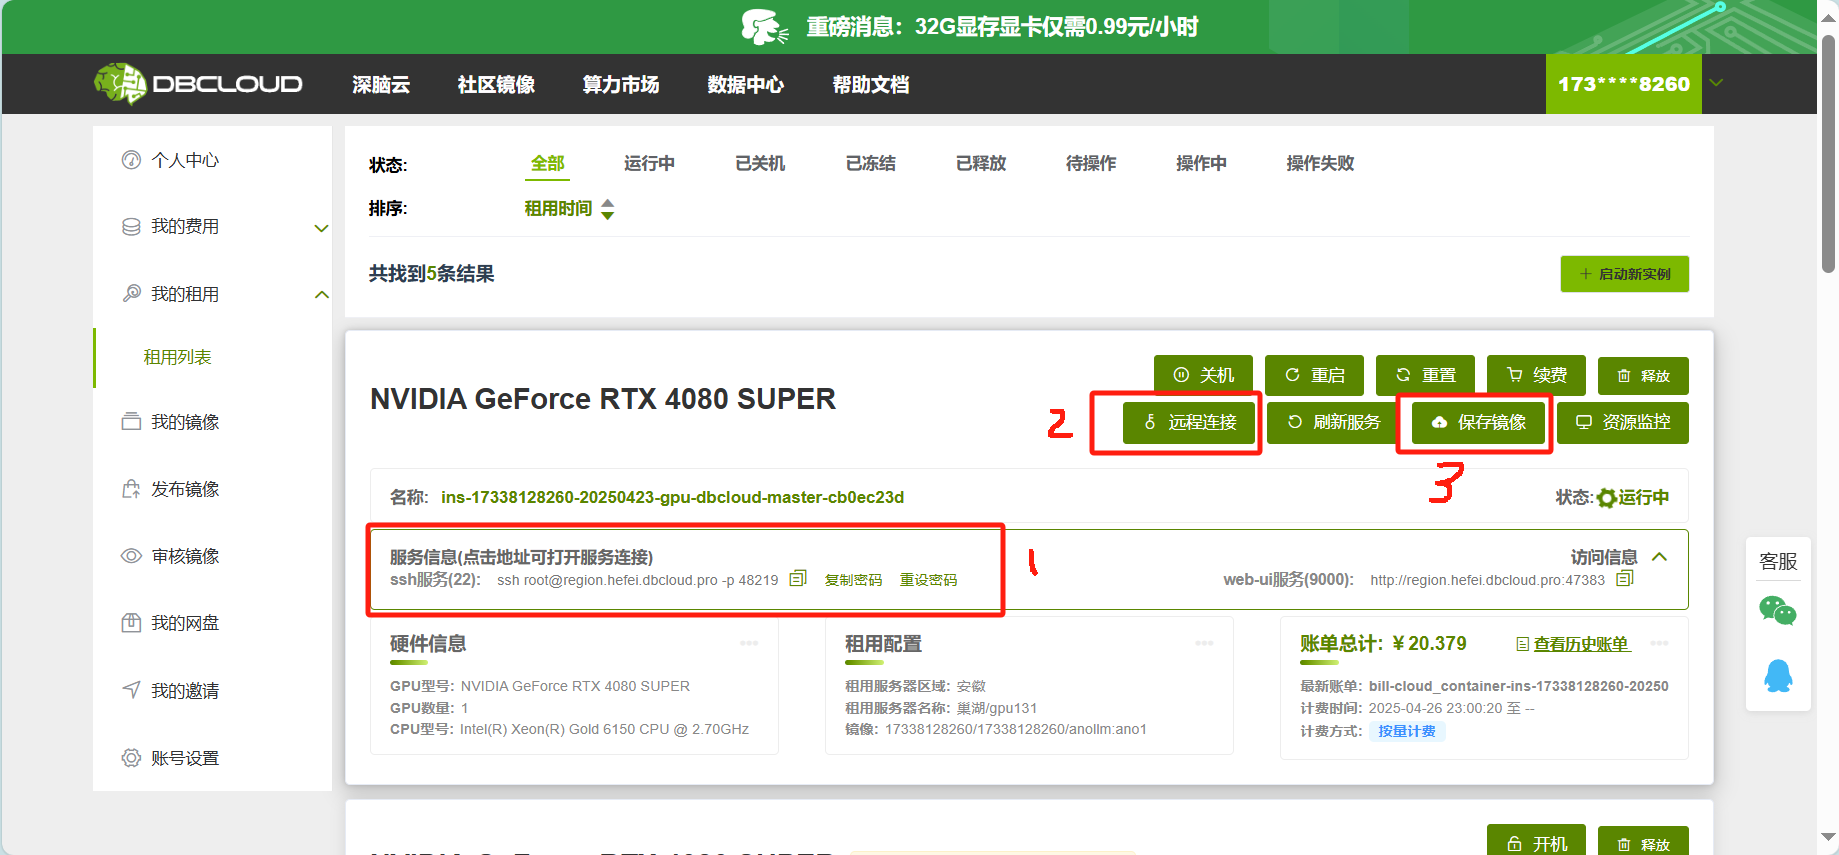 重磅消息：32G显存显卡仅需0.99元/小时
DBCLOUD 深脑云 社区镜像 算力市场 数据中心 帮助文档 173****8260
个人中心
我的费用
我的租用
租用列表
我的镜像
发布镜像
审核镜像
我的网盘
我的邀请
账号设置
状态: 全部 运行中 已关机 已冻结 已释放 待操作 操作中 操作失败
排序: 租用时间
共找到5条结果 启动新实例
NVIDIA GeForce RTX 4080 SUPER
关机 重启 重置 续费 释放
2 远程连接 刷新服务 保存镜像 资源监控
3
名称: ins-17338128260-20250423-gpu-dbcloud-master-cb0ec23d 状态: 运行中
服务信息(点击地址可打开服务连接) 访问信息
1
ssh服务(22): ssh root@region.hefei.dbcloud.pro -p 48219 复制密码 重设密码 web-ui服务(9000): http://region.hefei.dbcloud.pro:47383
硬件信息
GPU型号: NVIDIA GeForce RTX 4080 SUPER
GPU数量: 1
CPU型号: Intel(R) Xeon(R) Gold 6150 CPU @ 2.70GHz
租用配置
租用服务器区域: 安徽
租用服务器名称: 巢湖/gpu131
镜像: 17338128260/17338128260/anollm:ano1
账单总计: ￥20.379 查看历史账单
最新账单: bill-cloud_container-ins-17338128260-20250
计费时间: 2025-04-26 23:00:20 至 --
计费方式: 按量计费
客服
开机 释放